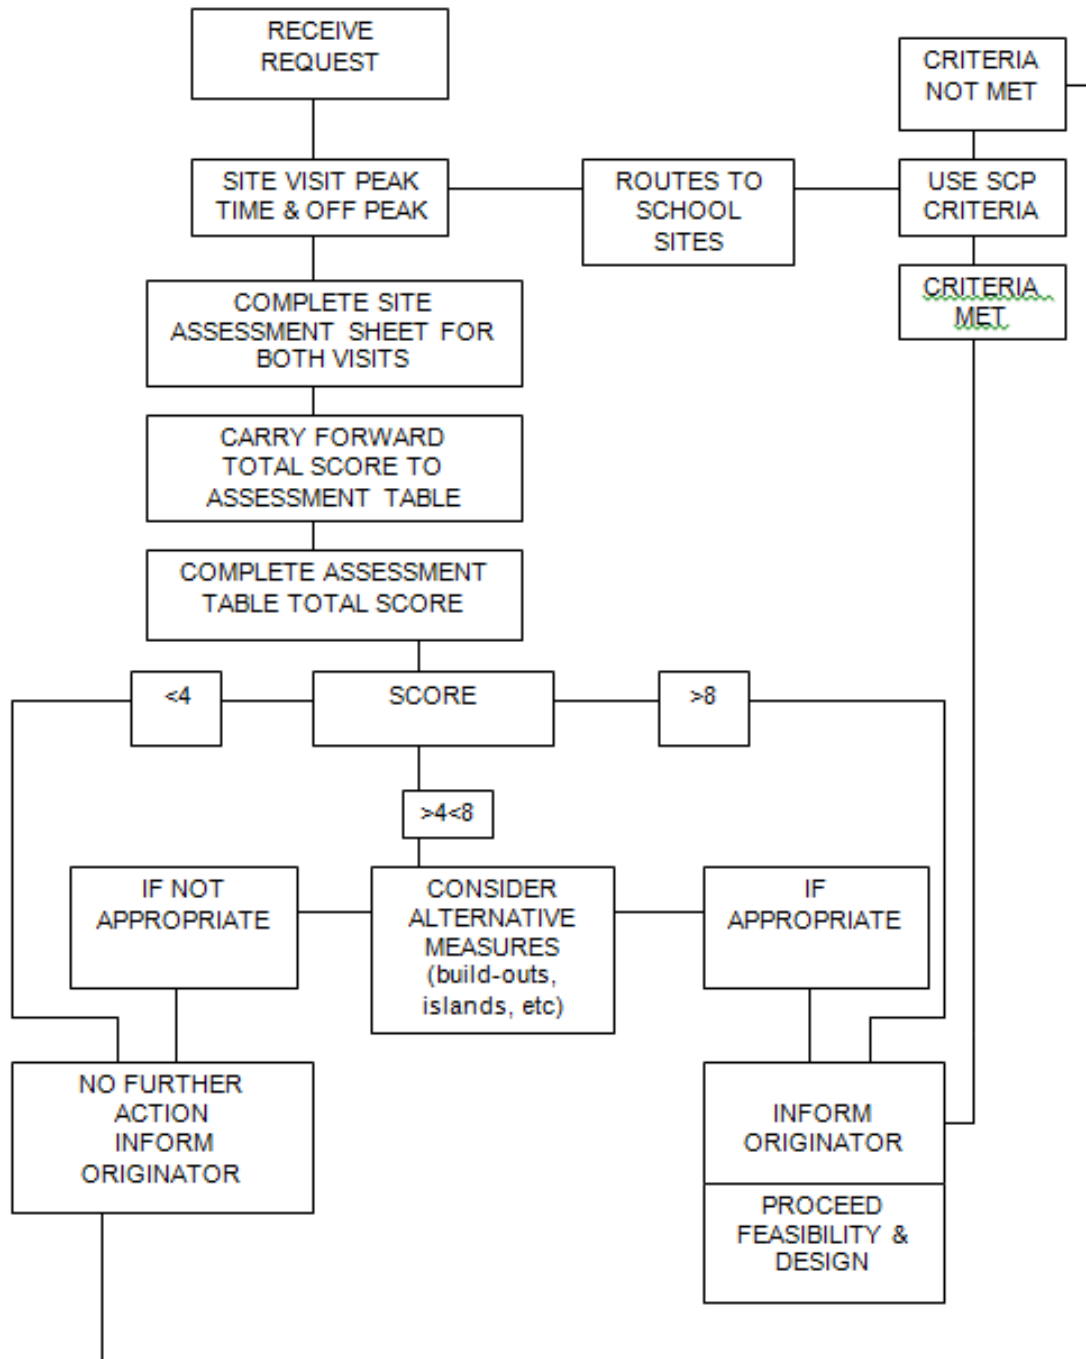 RECEIVE
REQUEST
CRITERIA
NOT MET
SITE VISIT PEAK
TIME & OFF PEAK
ROUTES TO
SCHOOL
SITES
USE SCP
CRITERIA
CRITERIA
MET
COMPLETE SITE
ASSESSMENT SHEET FOR
BOTH VISITS
CARRY FORWARD
TOTAL SCORE TO
ASSESSMENT TABLE
COMPLETE ASSESSMENT
TABLE TOTAL SCORE
<4
SCORE
>8
>4<8
IF NOT
APPROPRIATE
CONSIDER
ALTERNATIVE
MEASURES
(build-outs,
islands, etc)
IF
APPROPRIATE
NO FURTHER
ACTION
INFORM
ORIGINATOR
INFORM
ORIGINATOR
PROCEED
FEASIBILITY &
DESIGN